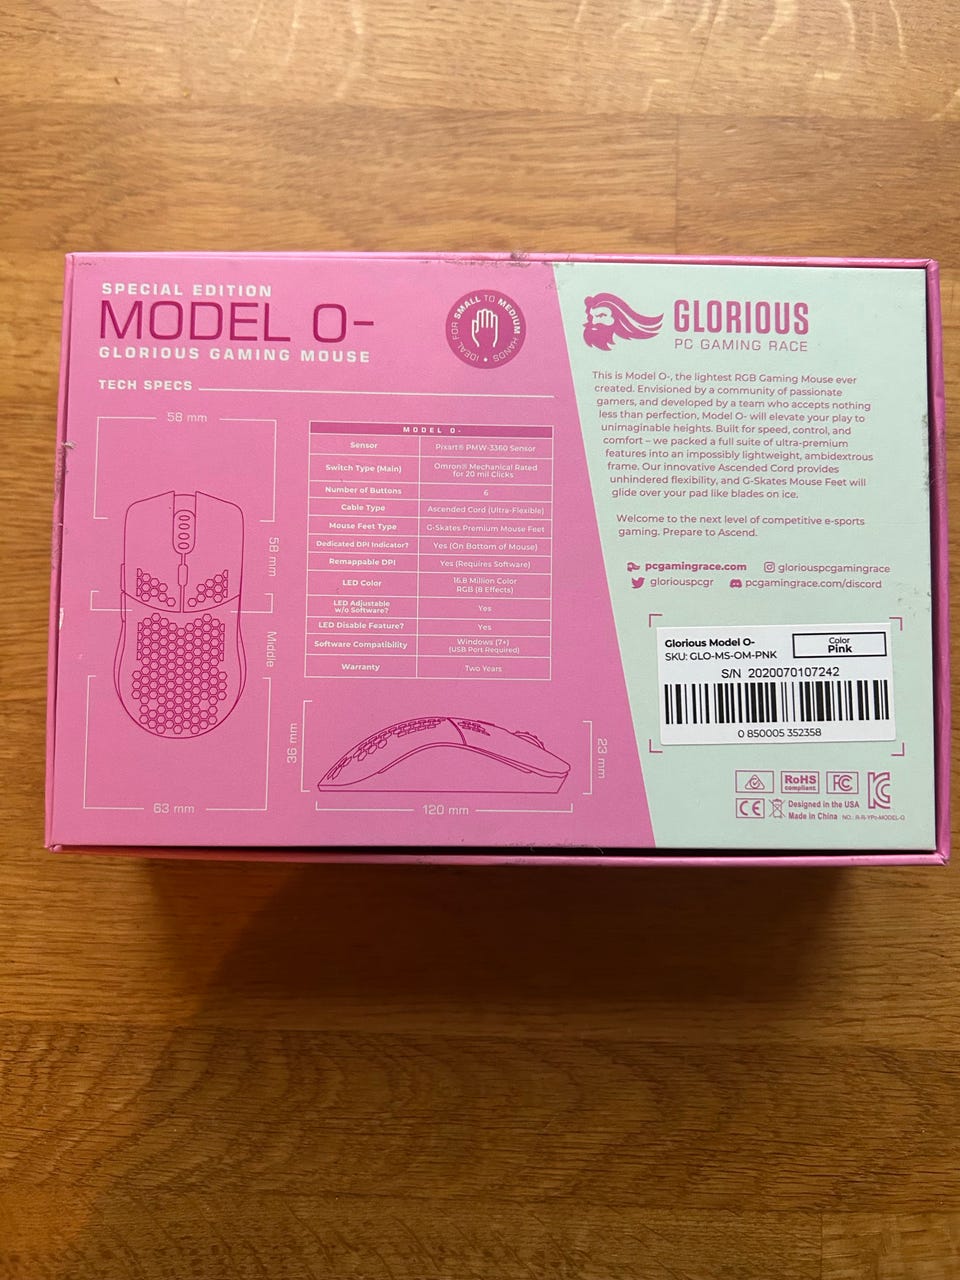 SPECIAL EDITION
MODEL O-
GLORIOUS GAMING MOUSE
IDEAL FOR SMALL TO MEDIUM HANDS
TECH SPECS
58 mm
58 mm
Middle
63 mm
MODEL O-
Sensor Pixart® PMW-3360 Sensor
Switch Type (Main) Omron® Mechanical Rated
for 20 mil Clicks
Number of Buttons 6
Cable Type Ascended Cord (Ultra-Flexible)
Mouse Feet Type G-Skates Premium Mouse Feet
Dedicated DPI Indicator? Yes (On Bottom of Mouse)
Remappable DPI Yes (Requires Software)
LED Color 16.8 Million Color
RGB (8 Effects)
LED Adjustable
w/o Software? Yes
LED Disable Feature? Yes
Software Compatibility Windows (7+)
(USB Port Required)
Warranty Two Years
36 mm
23 mm
120 mm
GLORIOUS
PC GAMING RACE
This is Model O-, the lightest RGB Gaming Mouse ever
created. Envisioned by a community of passionate
gamers, and developed by a team who accepts nothing
less than perfection, Model O- will elevate your play to
unimaginable heights. Built for speed, control, and
comfort – we packed a full suite of ultra-premium
features into an impossibly lightweight, ambidextrous
frame. Our innovative Ascended Cord provides
unhindered flexibility, and G-Skates Mouse Feet will
glide over your pad like blades on ice.
Welcome to the next level of competitive e-sports
gaming. Prepare to Ascend.
pcgamingrace.com gloriouspcgamingrace
gloriouspcgr pcgamingrace.com/discord
Glorious Model O-
SKU: GLO-MS-OM-PNK
Color
Pink
S/N 2020070107242
0 850005 352358
RoHS
compliant
FC
CE
Designed in the USA
Made in China
NO.: R-R-YPz-MODEL-O